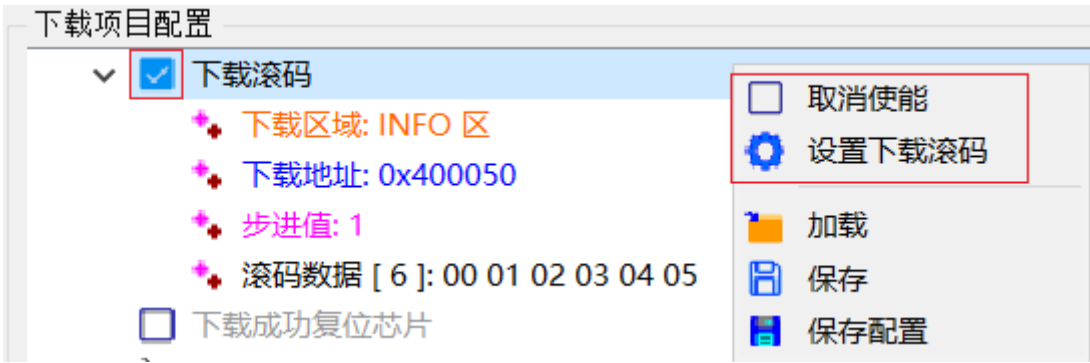 下载项目配置
下载滚码
下载区域: INFO 区
下载地址: 0x400050
步进值: 1
滚码数据 [ 6 ]: 00 01 02 03 04 05
下载成功复位芯片
取消使能
设置下载滚码
加载
保存
保存配置